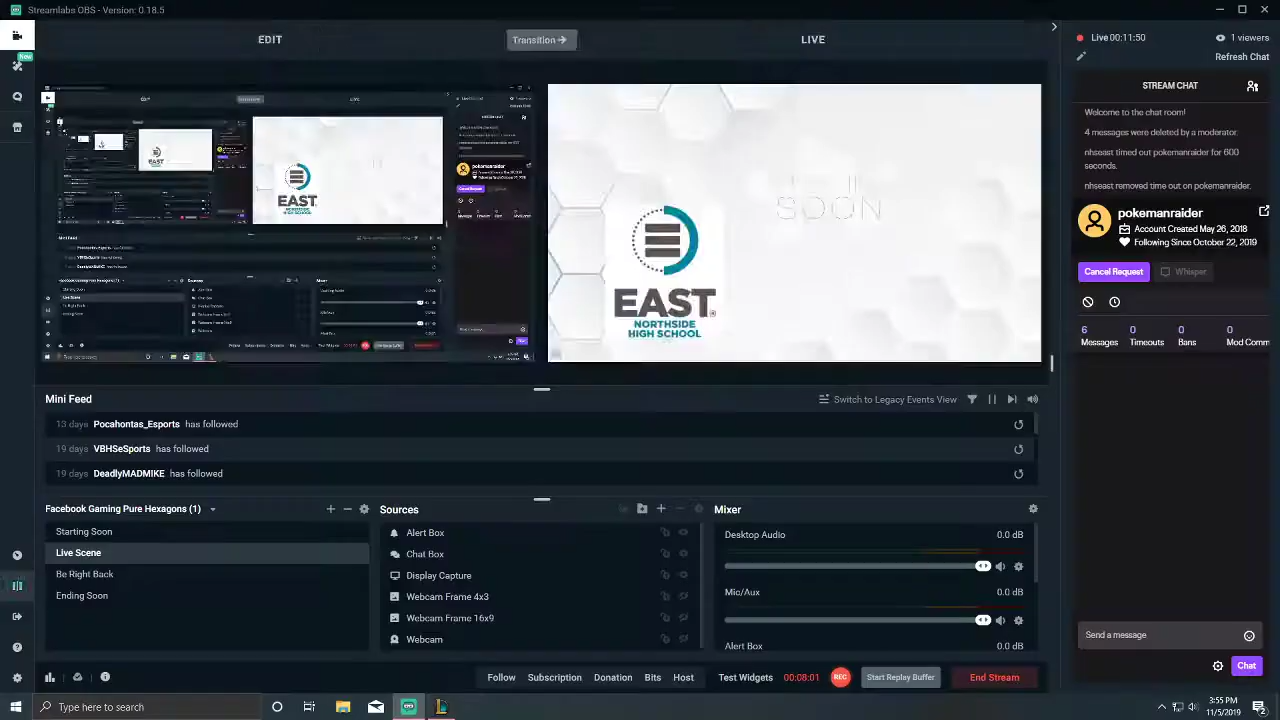 Streamlabs OBS - Version: 0.18.5
EDIT
Transition
LIVE
Live 00:11:50
1 viewers
Refresh Chat
STREAM CHAT
Welcome to the chat room!
4 messages were deleted by a moderator.
nhseast timed out pokemanraider for 600
seconds.
nhseast removed time out on pokemanraider.
pokemanraider
Account Created May 26, 2018
Following Since October 22, 2019
Cancel Request
Whisper
6
0
0
0
Messages
Timeouts
Bans
Mod Comm
New
SOON
EAST
NORTHSIDE
HIGH SCHOOL
Mini Feed
Switch to Legacy Events View
13 days Pocahontas_Esports has followed
19 days VBHSeSports has followed
19 days DeadlyMADMIKE has followed
Facebook Gaming Pure Hexagons (1)
Starting Soon
Live Scene
Be Right Back
Ending Soon
Sources
Alert Box
Chat Box
Display Capture
Webcam Frame 4x3
Webcam Frame 16x9
Webcam
Mixer
Desktop Audio 0.0 dB
Mic/Aux 0.0 dB
Alert Box 0.0 dB
Send a message
Chat
Follow
Subscription
Donation
Bits
Host
Test Widgets
00:08:01
REC
Start Replay Buffer
End Stream
Type here to search
3:55 PM
11/5/2019